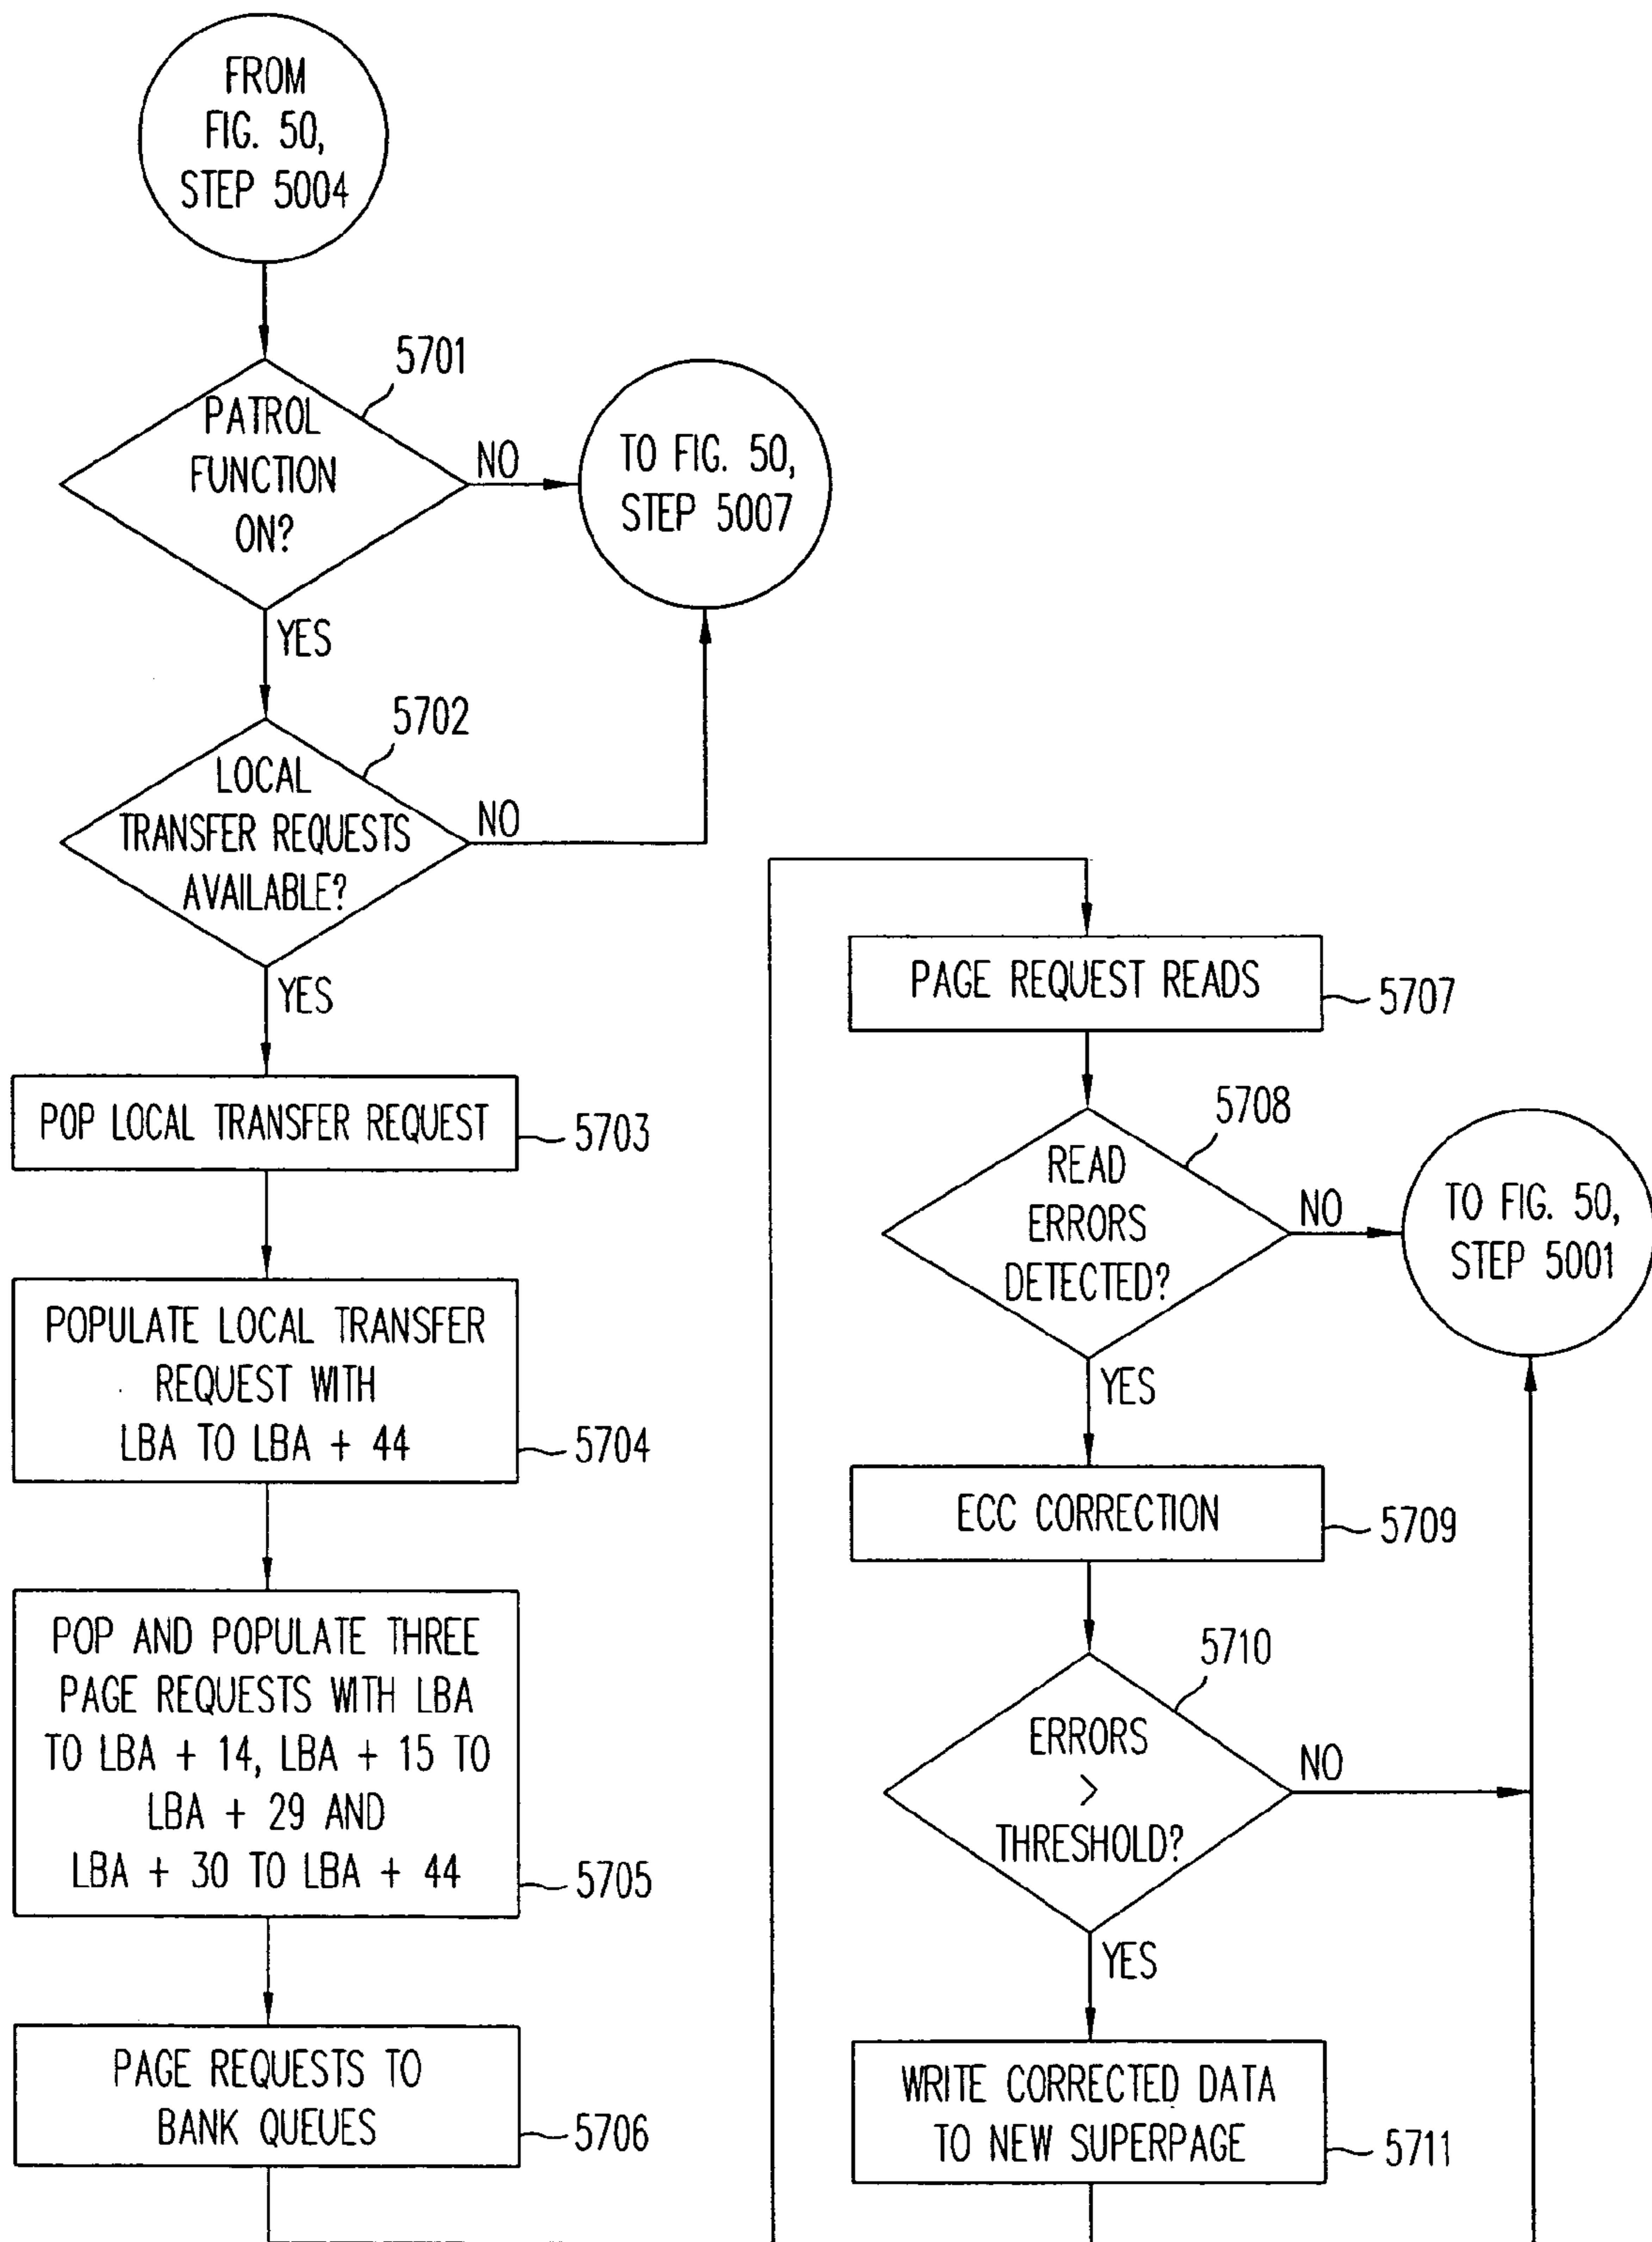 FROM
FIG. 50,
STEP 5004
5701
PATROL
FUNCTION
ON?
NO
TO FIG. 50,
STEP 5007
YES
5702
LOCAL
TRANSFER REQUESTS
AVAILABLE?
NO
YES
POP LOCAL TRANSFER REQUEST
5703
POPULATE LOCAL TRANSFER
REQUEST WITH
LBA TO LBA + 44
5704
POP AND POPULATE THREE
PAGE REQUESTS WITH LBA
TO LBA + 14, LBA + 15 TO
LBA + 29 AND
LBA + 30 TO LBA + 44
5705
PAGE REQUESTS TO
BANK QUEUES
5706
PAGE REQUEST READS
5707
5708
READ
ERRORS
DETECTED?
NO
TO FIG. 50,
STEP 5001
YES
ECC CORRECTION
5709
5710
ERRORS
>
THRESHOLD?
NO
YES
WRITE CORRECTED DATA
TO NEW SUPERPAGE
5711